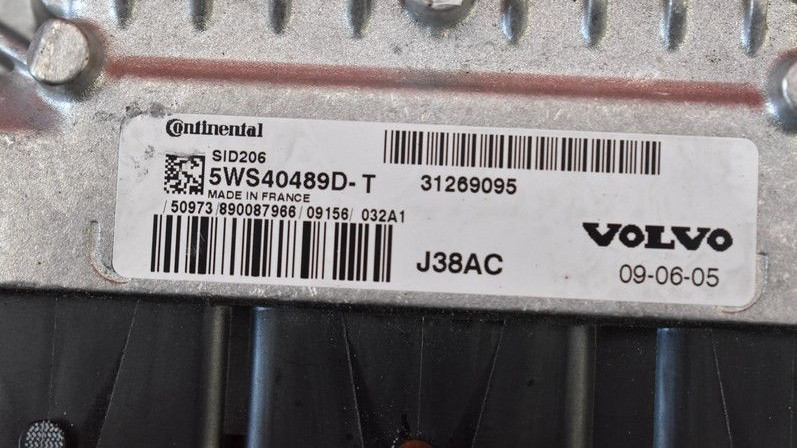 Continental
SID206
5WS40489D-T
MADE IN FRANCE
/50973/890087966/09156/032A1
31269095
J38AC
VOLVO
09-06-05